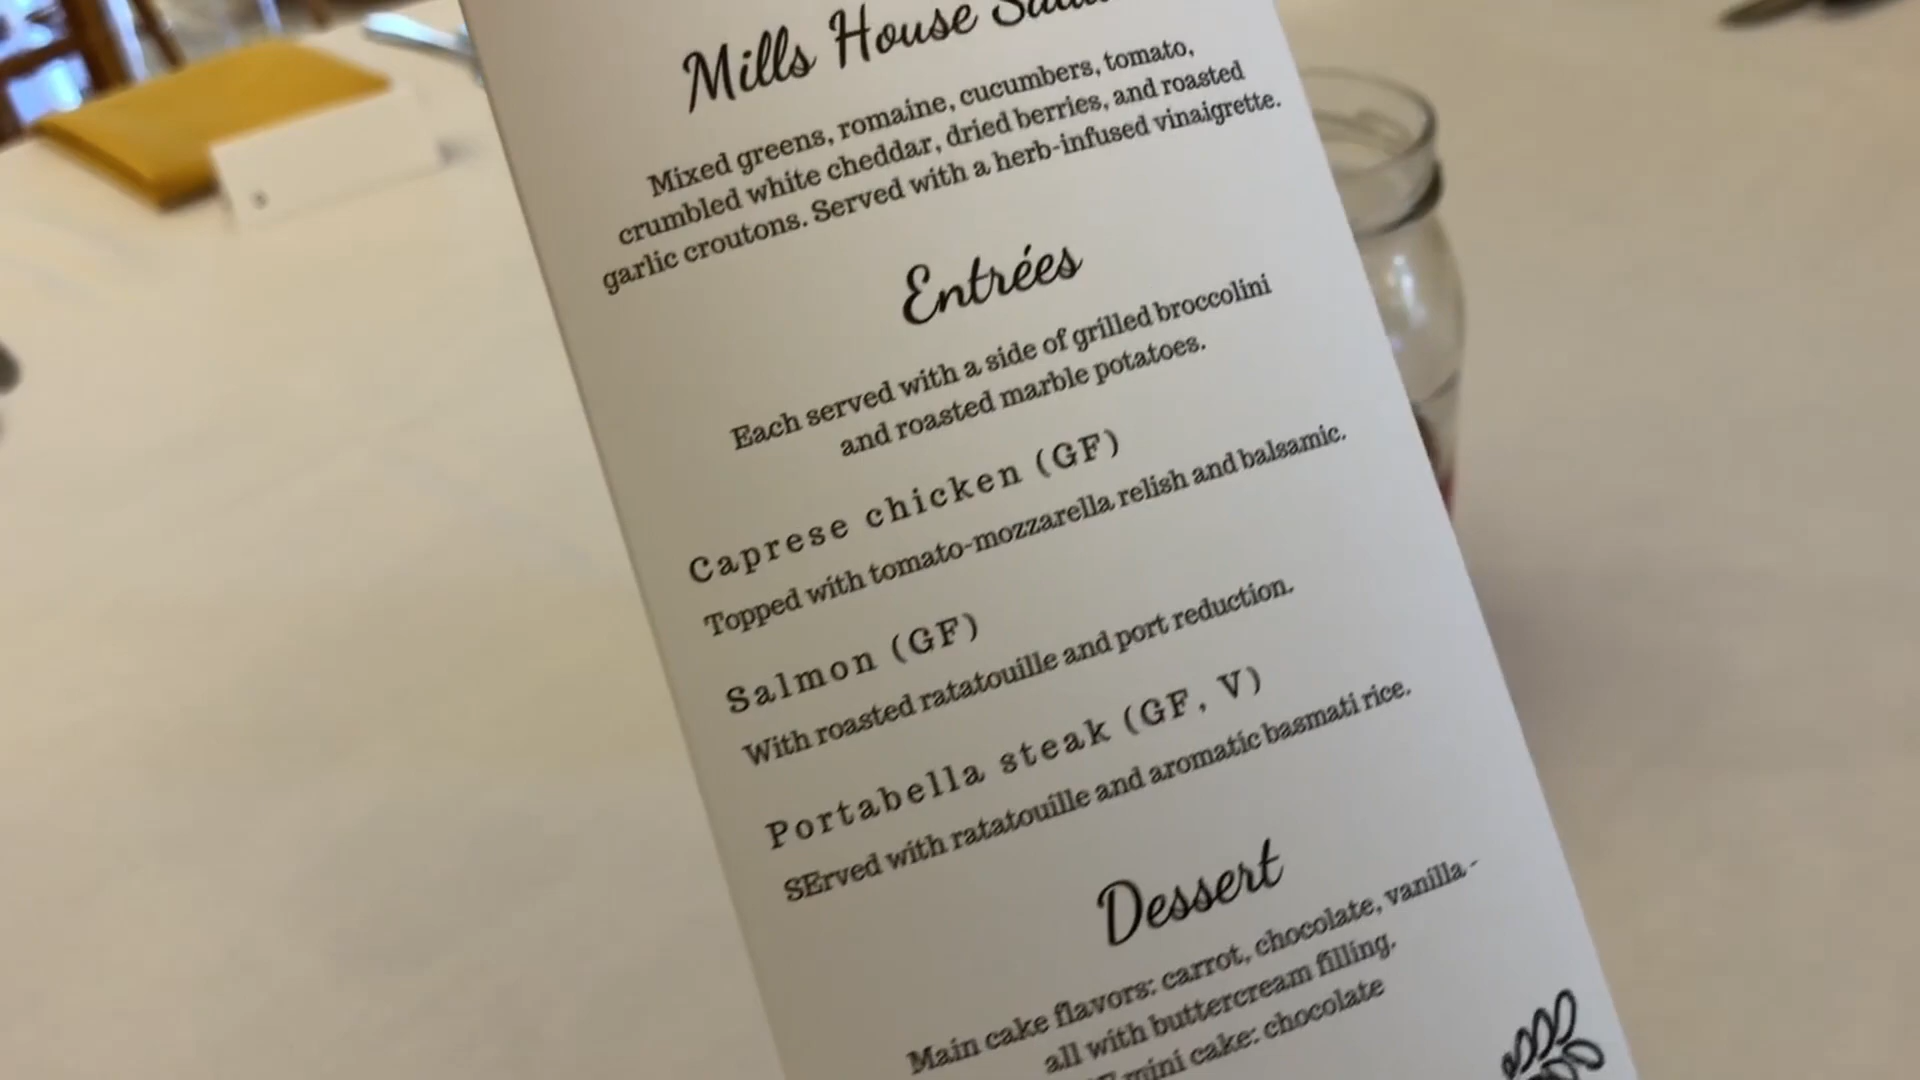 Mills House
Mixed greens, romaine, cucumbers, tomato,
crumbled white cheddar, dried berries, and roasted
garlic croutons. Served with a herb-infused vinaigrette.
Entrées
Each served with a side of grilled broccolini
and roasted marble potatoes.
Caprese chicken (GF)
Topped with tomato-mozzarella relish and balsamic.
Salmon (GF)
With roasted ratatouille and port reduction.
Portabella steak (GF, V)
SErved with ratatouille and aromatic basmati rice.
Dessert
Main cake flavors: carrot, chocolate, vanilla -
all with buttercream filling.
mini cake: chocolate